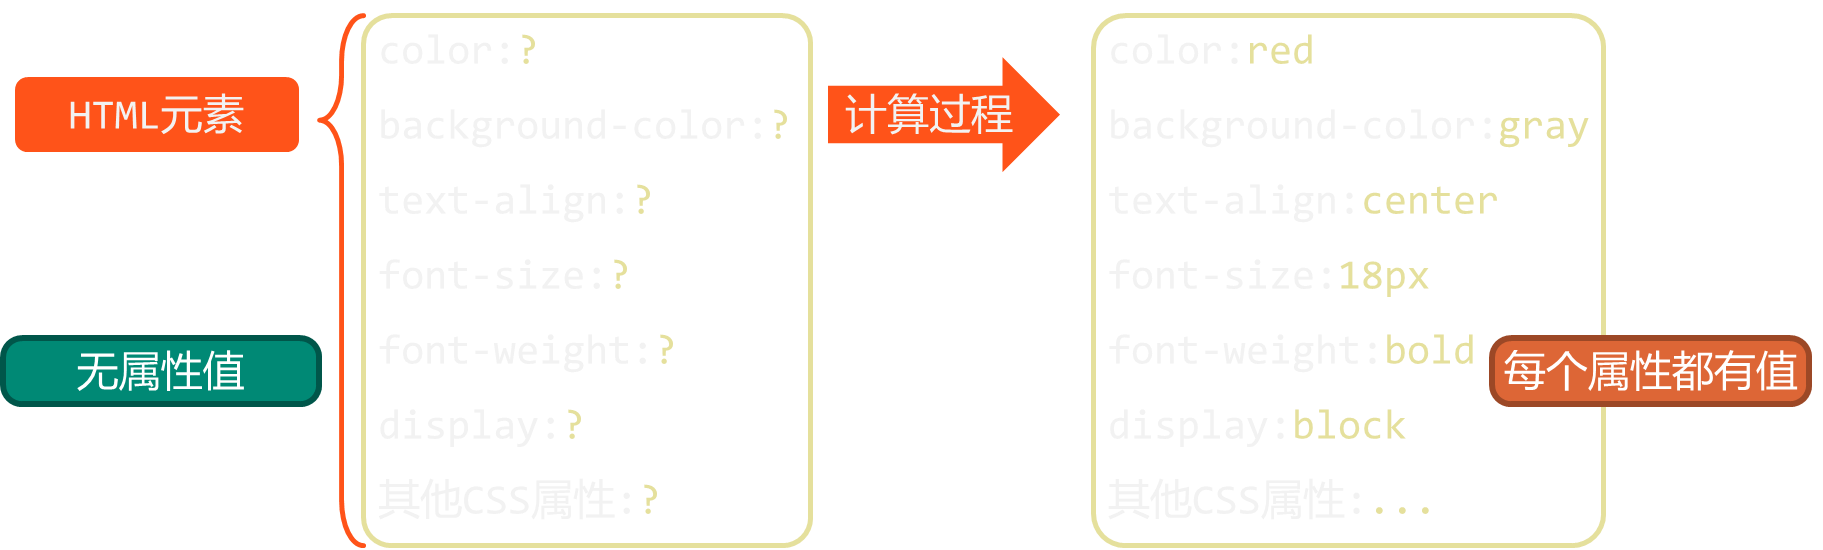 HTML元素
无属性值
color:?
background-color:?
text-align:?
font-size:?
font-weight:?
display:?
其他CSS属性:?
计算过程
color:red
background-color:gray
text-align:center
font-size:18px
font-weight:bold
display:block
其他CSS属性:...
每个属性都有值